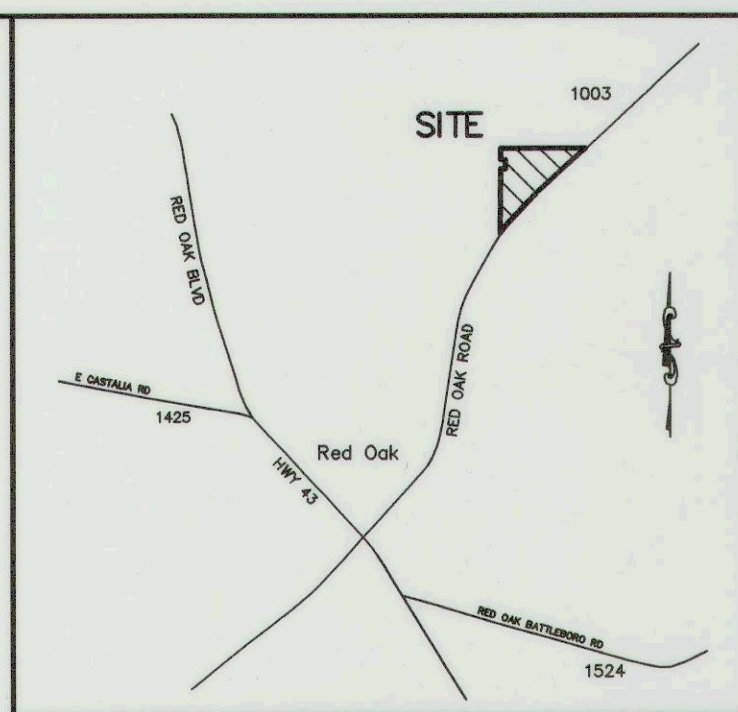 1003
SITE
RED OAK BLVD
RED OAK ROAD
E CASTALIA RD
1425
Red Oak
HWY 43
RED OAK BATTLEBORO RD
1524